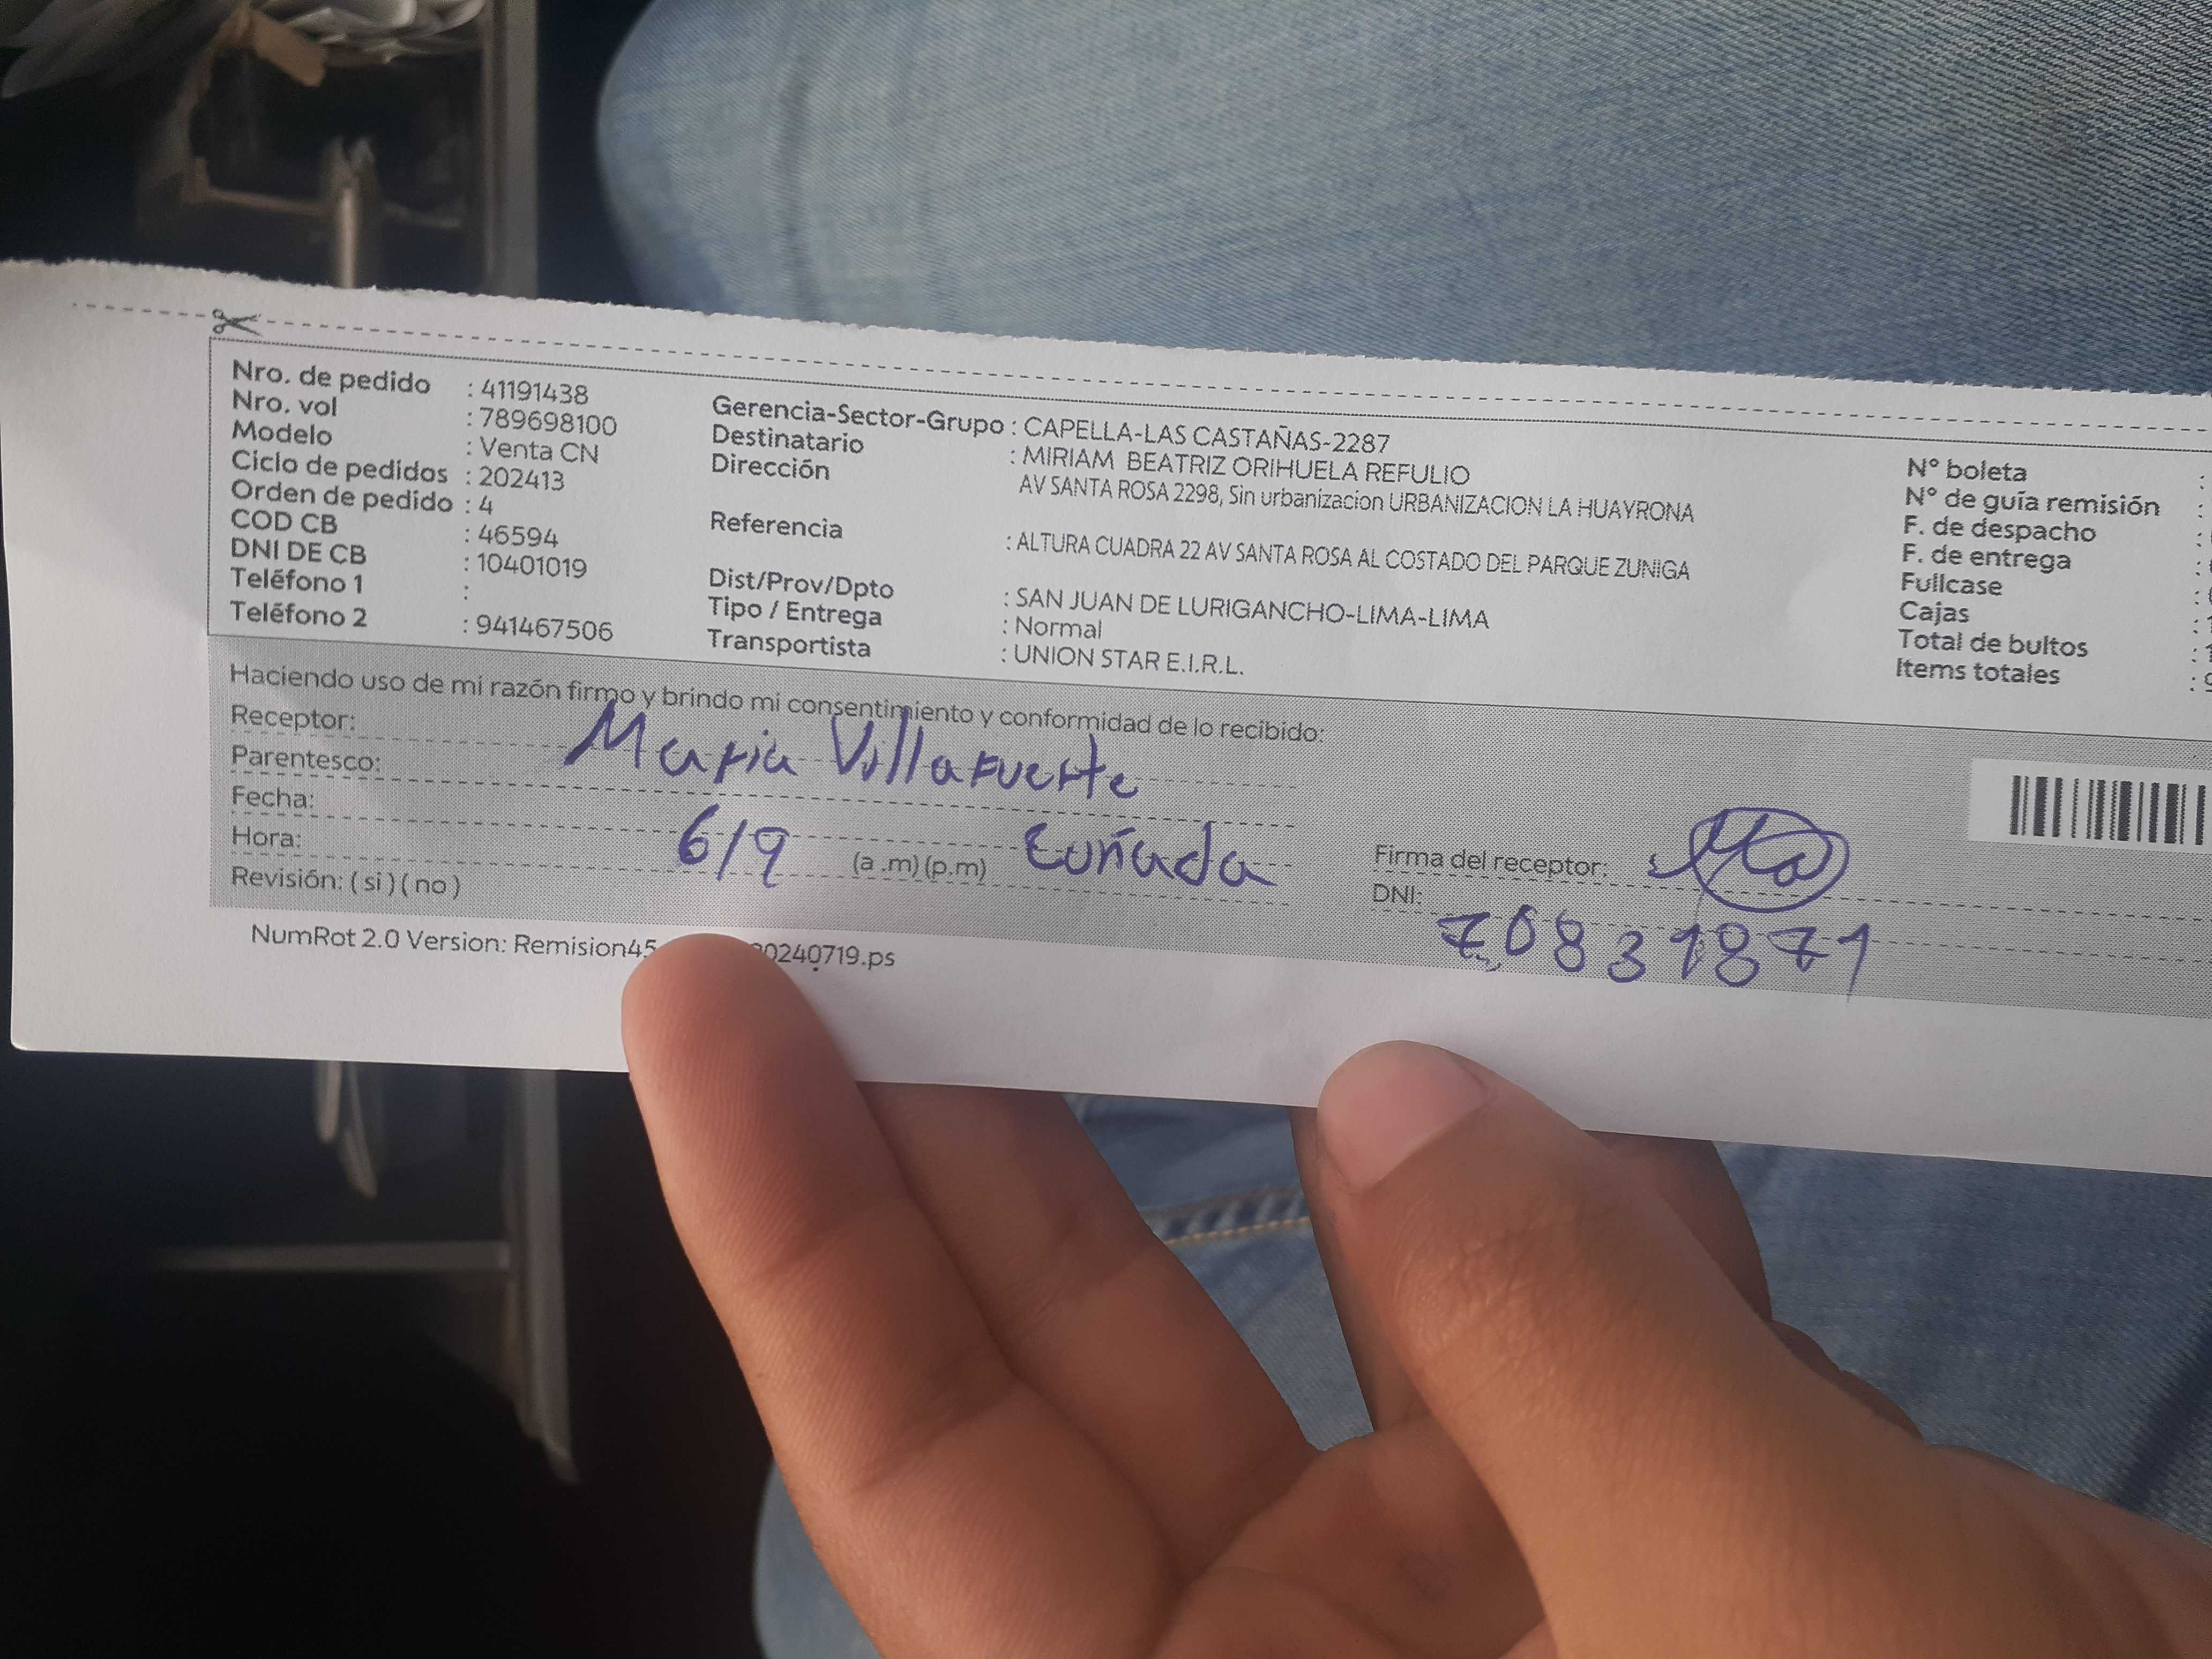 Nro. de pedido : 41191438
Nro. vol : 789698100
Modelo : Venta CN
Ciclo de pedidos : 202413
Orden de pedido : 4
COD CB : 46594
DNI DE CB : 10401019
Teléfono 1 :
Teléfono 2 : 941467506
Gerencia-Sector-Grupo : CAPELLA-LAS CASTAÑAS-2287
Destinatario : MIRIAM BEATRIZ ORIHUELA REFULIO
Dirección AV SANTA ROSA 2298, Sin urbanizacion URBANIZACION LA HUAYRONA
Referencia : ALTURA CUADRA 22 AV SANTA ROSA AL COSTADO DEL PARQUE ZUNIGA
Dist/Prov/Dpto : SAN JUAN DE LURIGANCHO-LIMA-LIMA
Tipo / Entrega : Normal
Transportista : UNION STAR E.I.R.L.
N° boleta :
N° de guía remisión :
F. de despacho :
F. de entrega :
Fullcase :
Cajas :
Total de bultos :
Items totales :
Haciendo uso de mi razón firmo y brindo mi consentimiento y conformidad de lo recibido:
Receptor: Maria Villafuerte
Parentesco:
Fecha:
Hora: 6/9 (a .m) (p.m) Cuñada
Revisión: ( si ) ( no )
Firma del receptor:
DNI: 70831871
NumRot 2.0 Version: Remision45 20240719.ps